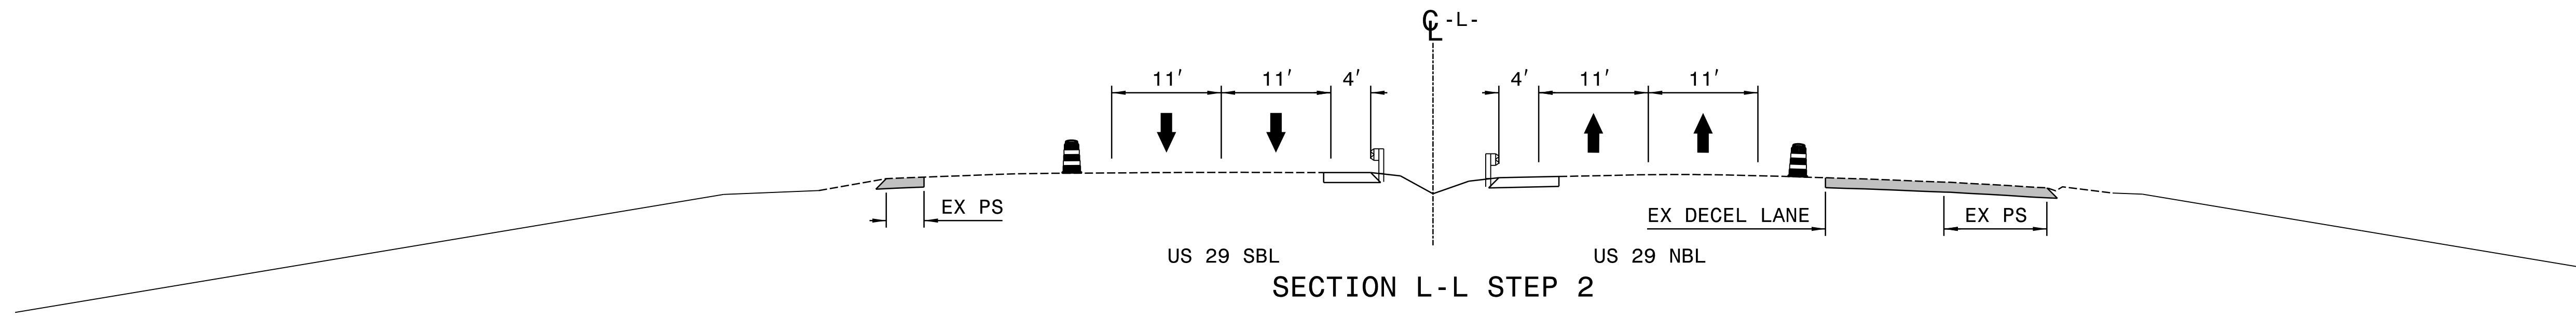 ℄ -L-
11' 11' 4' 4' 11' 11'
EX PS
EX DECEL LANE EX PS
US 29 SBL US 29 NBL
SECTION L-L STEP 2